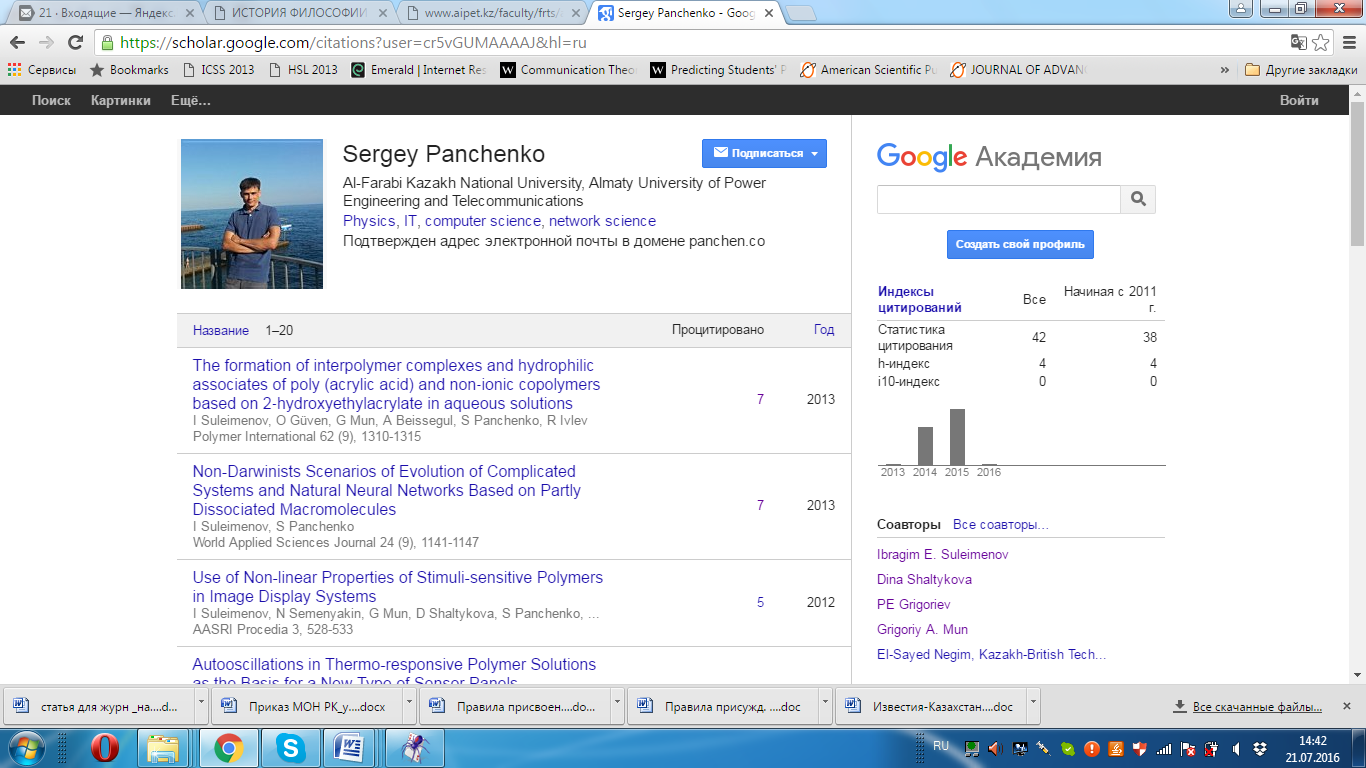 21 · Входящие — Яндекс
ИСТОРИЯ ФИЛОСОФИИ
www.aipet.kz/faculty/frts/
Sergey Panchenko - Goog
https://scholar.google.com/citations?user=cr5vGUMAAAAJ&hl=ru
Сервисы
Bookmarks
ICSS 2013
HSL 2013
Emerald | Internet Res
Communication Theo
Predicting Students' P
American Scientific Pu
JOURNAL OF ADVAN
»
Другие закладки
Поиск Картинки Ещё...
Войти
Sergey Panchenko
Подписаться
Al-Farabi Kazakh National University, Almaty University of Power
Engineering and Telecommunications
Physics, IT, computer science, network science
Подтвержден адрес электронной почты в домене panchen.co
Название 1–20 Процитировано Год
The formation of interpolymer complexes and hydrophilic
associates of poly (acrylic acid) and non-ionic copolymers
based on 2-hydroxyethylacrylate in aqueous solutions
I Suleimenov, O Güven, G Mun, A Beissegul, S Panchenko, R Ivlev
Polymer International 62 (9), 1310-1315
7 2013
Non-Darwinists Scenarios of Evolution of Complicated
Systems and Natural Neural Networks Based on Partly
Dissociated Macromolecules
I Suleimenov, S Panchenko
World Applied Sciences Journal 24 (9), 1141-1147
7 2013
Use of Non-linear Properties of Stimuli-sensitive Polymers
in Image Display Systems
I Suleimenov, N Semenyakin, G Mun, D Shaltykova, S Panchenko, ...
AASRI Procedia 3, 528-533
5 2012
Autooscillations in Thermo-responsive Polymer Solutions
as the Basis for a New Type of Sensor Panels
Google Академия
Создать свой профиль
Индексы
цитирований
Все
Начиная с 2011
г.
Статистика
цитирования
42 38
h-индекс 4 4
i10-индекс 0 0
2013 2014 2015 2016
Соавторы Все соавторы...
Ibragim E. Suleimenov
Dina Shaltykova
PE Grigoriev
Grigoriy A. Mun
El-Sayed Negim, Kazakh-British Tech...
статья для журн _на....d...
Приказ МОН РК_у....docx
Правила присвоен....do...
Правила присужд. ....doc
Известия-Казахстан....doc
Все скачанные файлы...
RU
14:42
21.07.2016